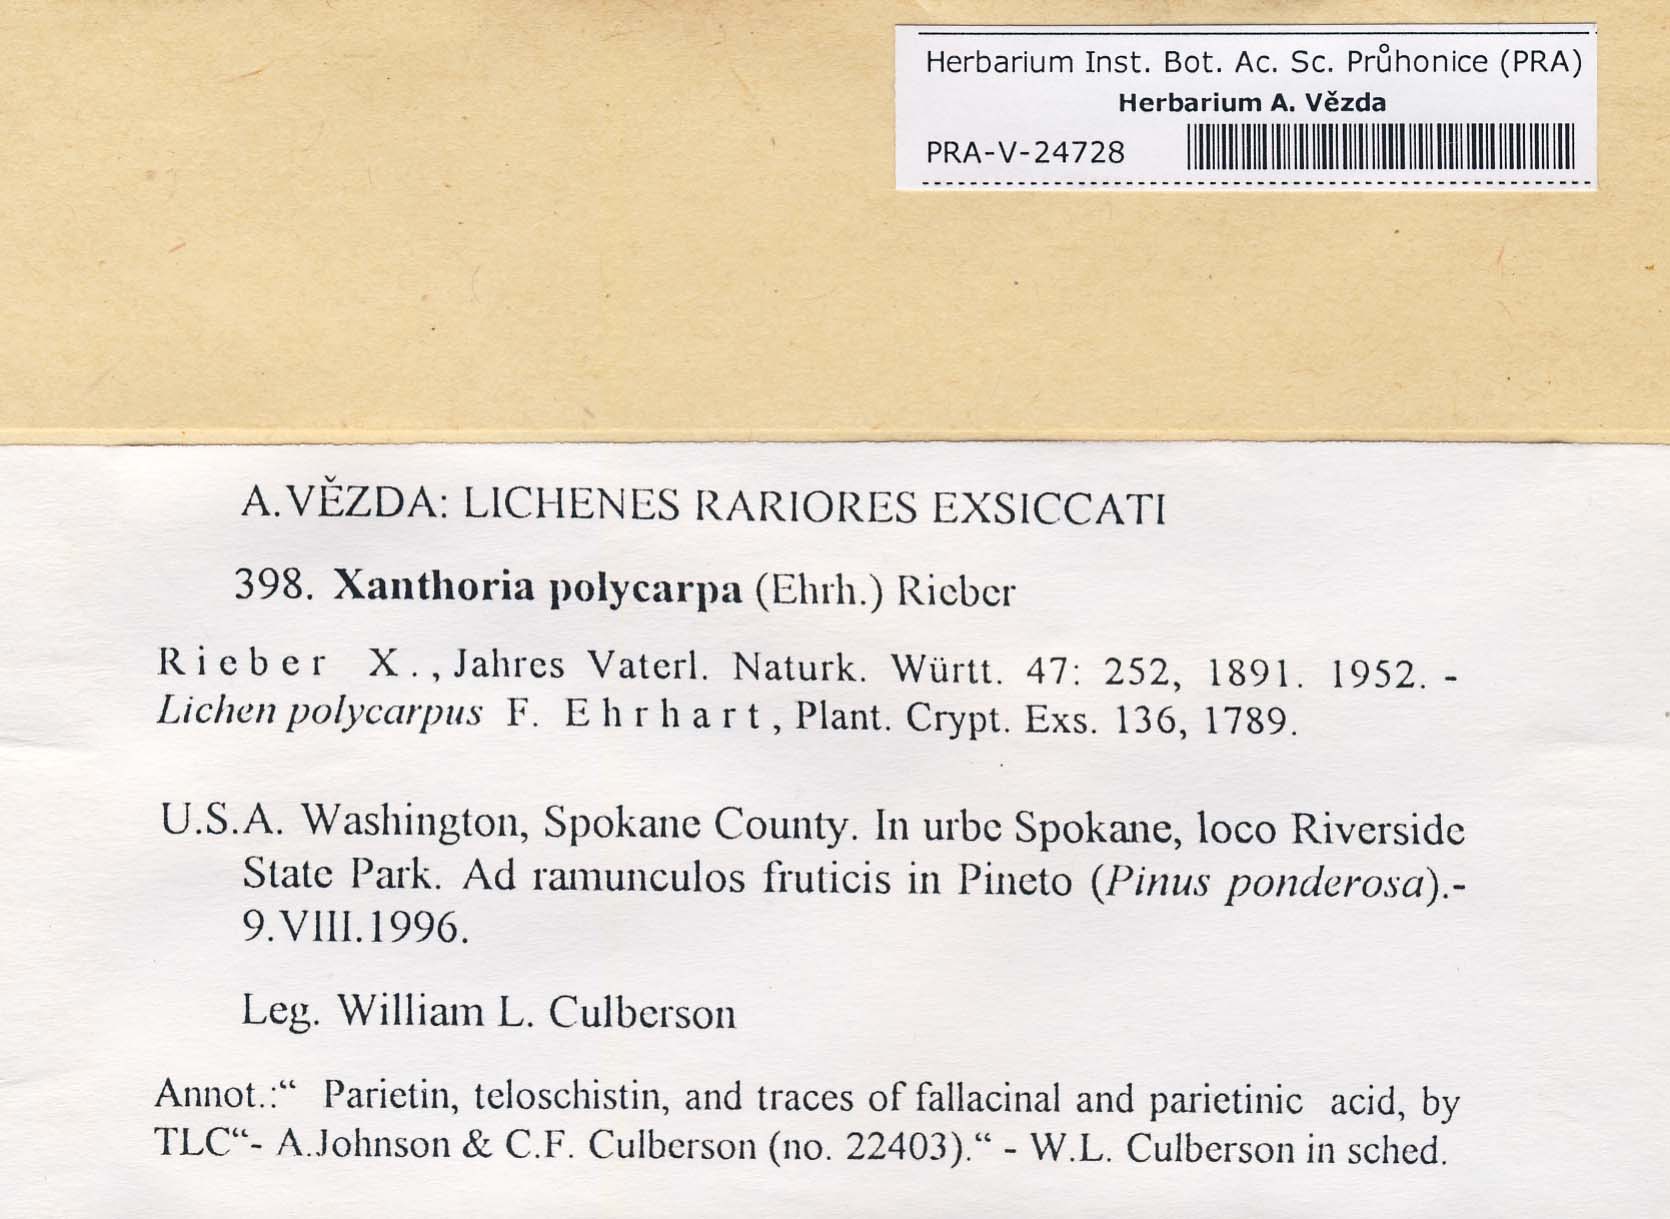 Herbarium Inst. Bot. Ac. Sc. Průhonice (PRA)
Herbarium A. Vězda
PRA-V-24728
A.VĚZDA: LICHENES RARIORES EXSICCATI
398. Xanthoria polycarpa (Ehrh.) Rieber
Rieber X., Jahres Vaterl. Naturk. Württ. 47: 252, 1891. 1952. -
Lichen polycarpus F. Ehrhart, Plant. Crypt. Exs. 136, 1789.
U.S.A. Washington, Spokane County. In urbe Spokane, loco Riverside
State Park. Ad ramunculos fruticis in Pineto (Pinus ponderosa).-
9.VIII.1996.
Leg. William L. Culberson
Annot.:“ Parietin, teloschistin, and traces of fallacinal and parietinic acid, by
TLC“- A.Johnson & C.F. Culberson (no. 22403).“ - W.L. Culberson in sched.